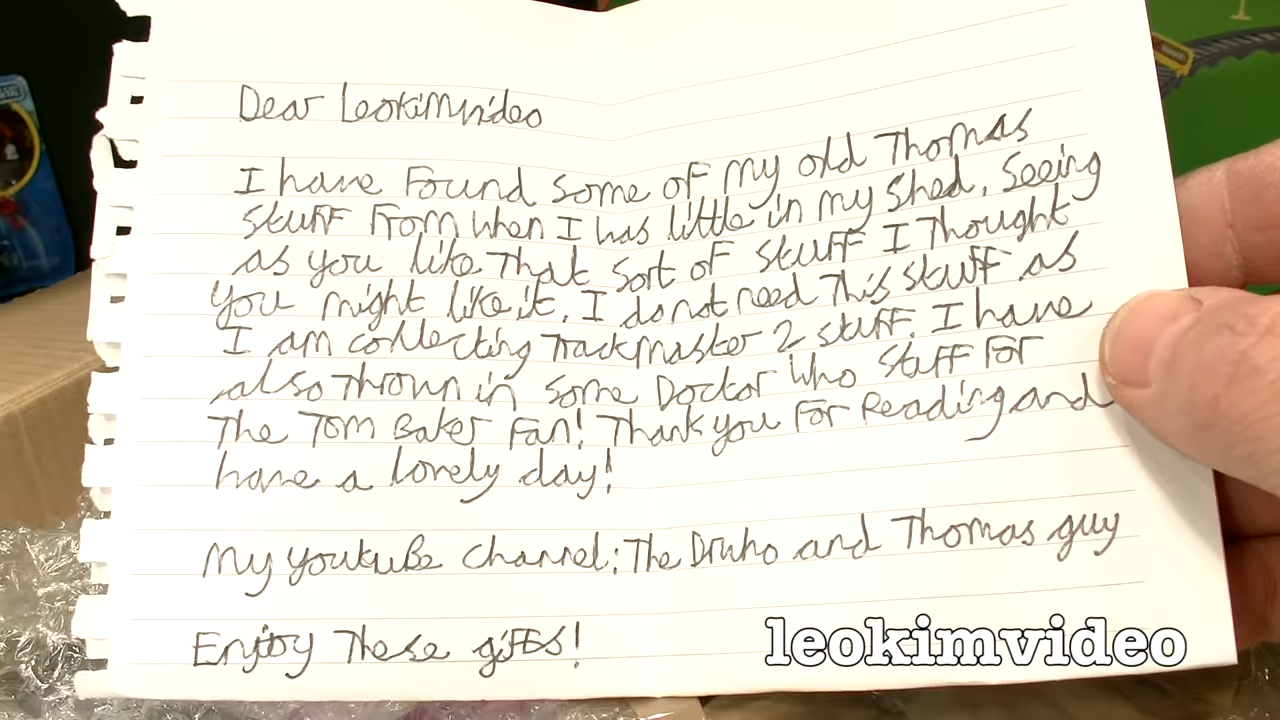 Dear Leokimvideo
I have Found some of my old Thomas
stuff From when I has little in my shed. Seeing
as you like That sort of stuff I Thought
you might like it. I do not need This stuff as
I am collecting Trackmaster 2 stuff. I have
also Thrown in some Doctor Who stuff For
The Tom Baker Fan! Thank you For Reading and
have a lovely day!
My youtube channel: The Drwho and Thomas guy
Enjoy These gifts!
leokimvideo